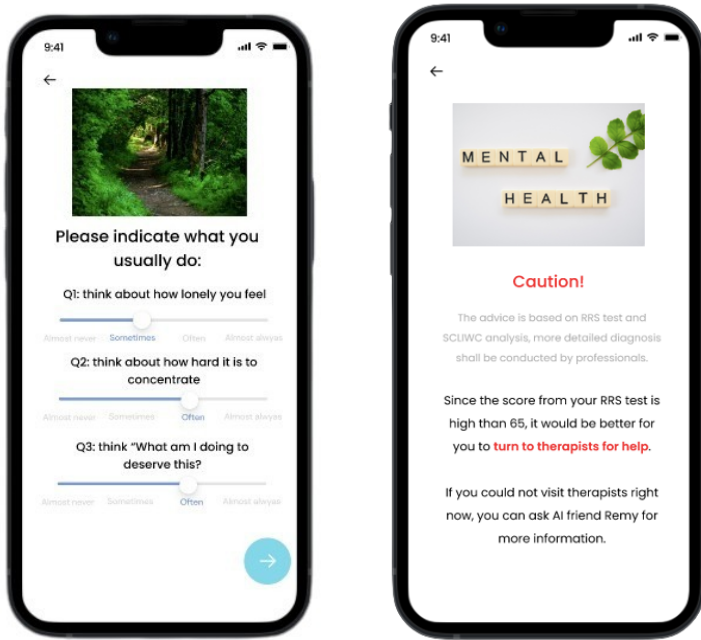 9:41
Please indicate what you
usually do:
Q1: think about how lonely you feel
Almost never Sometimes Often Almost alwyas
Q2: think about how hard it is to
concentrate
Almost never Sometimes Often Almost alwyas
Q3: think “What am I doing to
deserve this?
Almost never Sometimes Often Almost alwyas
9:41
MENTAL
HEALTH
Caution!
The advice is based on RRS test and
SCLIWC analysis, more detailed diagnosis
shall be conducted by professionals.
Since the score from your RRS test is
high than 65, it would be better for
you to turn to therapists for help.
If you could not visit therapists right
now, you can ask AI friend Remy for
more information.